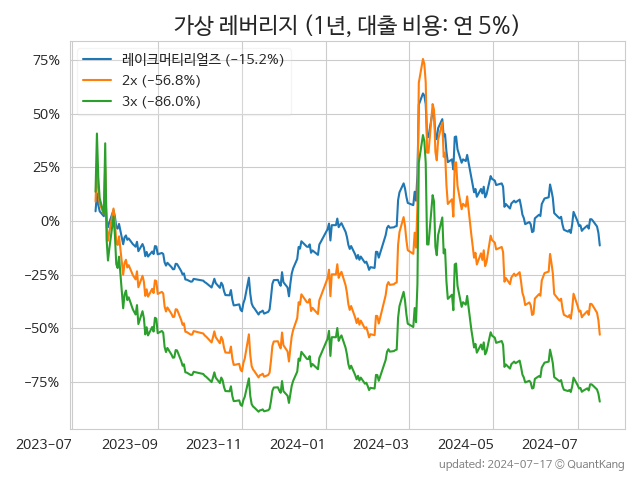 가상 레버리지 (1년, 대출 비용: 연 5%)
레이크머티리얼즈 (−15.2%)
2x (−56.8%)
3x (−86.0%)
75%
50%
25%
0%
−25%
−50%
−75%
2023-07 2023-09 2023-11 2024-01 2024-03 2024-05 2024-07
updated: 2024-07-17 © QuantKang